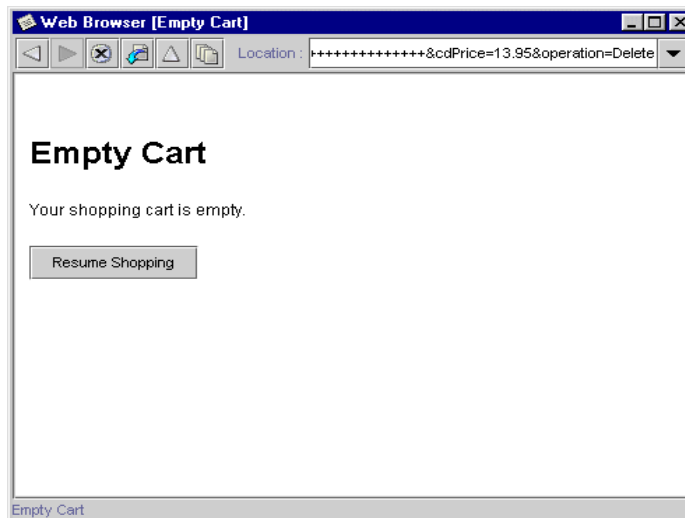 Web Browser [Empty Cart]
Location : ++++++++++++++&cdPrice=13.95&operation=Delete
Empty Cart
Your shopping cart is empty.
Resume Shopping
Empty Cart